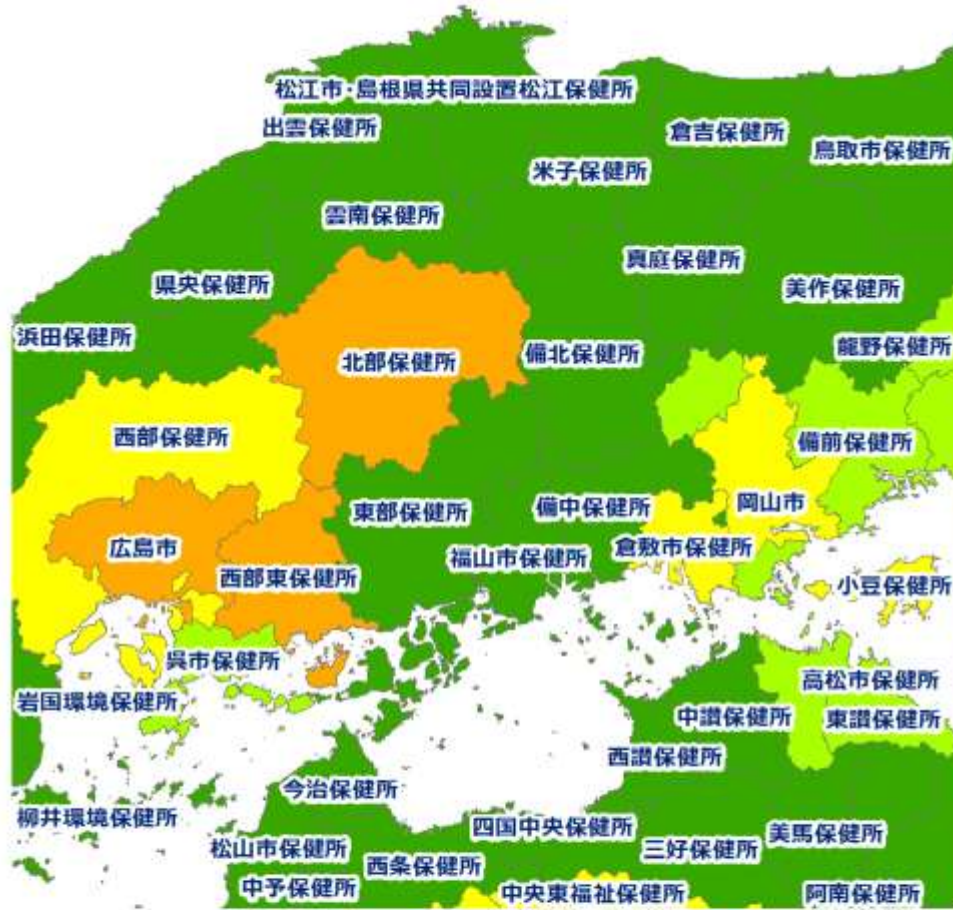 松江市・島根県共同設置松江保健所
出雲保健所
倉吉保健所
鳥取市保健所
米子保健所
雲南保健所
真庭保健所
県央保健所
美作保健所
浜田保健所
北部保健所
備北保健所
龍野保健所
西部保健所
備前保健所
岡山市
東部保健所
備中保健所
広島市
福山市保健所
倉敷市保健所
西部東保健所
小豆保健所
呉市保健所
高松市保健所
岩国環境保健所
中讃保健所
東讃保健所
西讃保健所
今治保健所
柳井環境保健所
四国中央保健所
美馬保健所
松山市保健所
三好保健所
西条保健所
中予保健所
中央東福祉保健所
阿南保健所